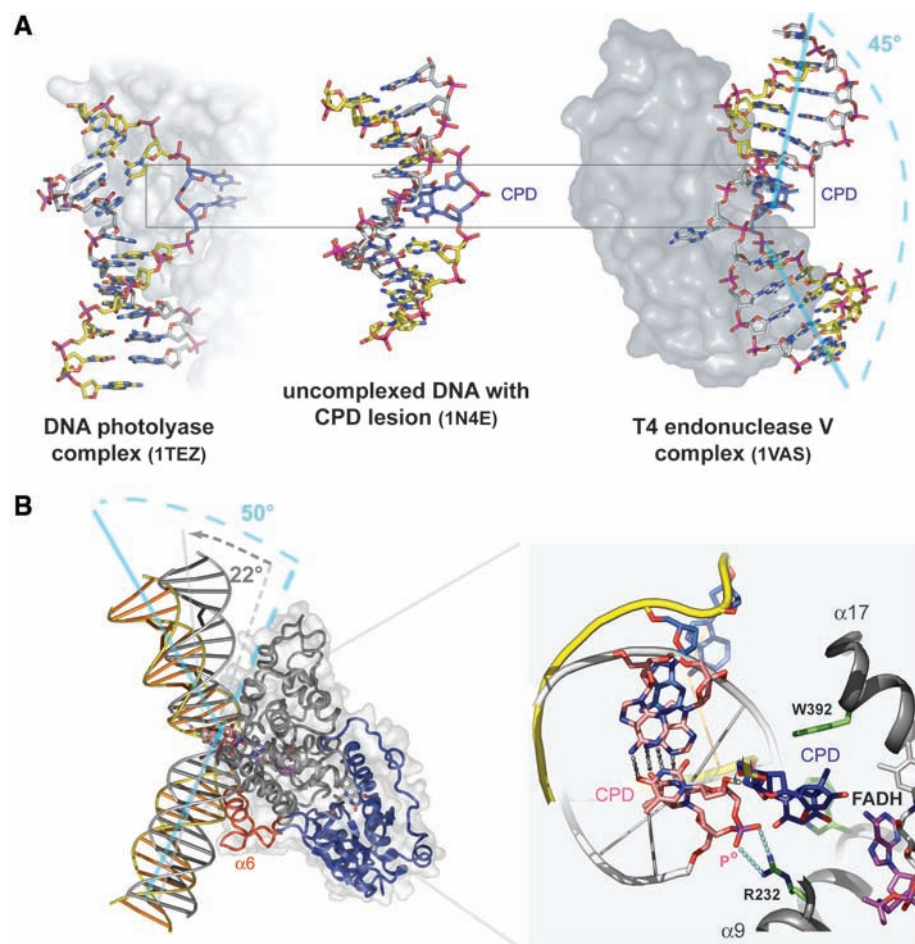 A
45°
CPD
CPD
uncomplexed DNA with
CPD lesion (1N4E)
DNA photolyase
complex (1TEZ)
T4 endonuclease V
complex (1VAS)
B
50°
22°
α6
α17
W392
CPD
CPD
FADH
P°
R232
α9